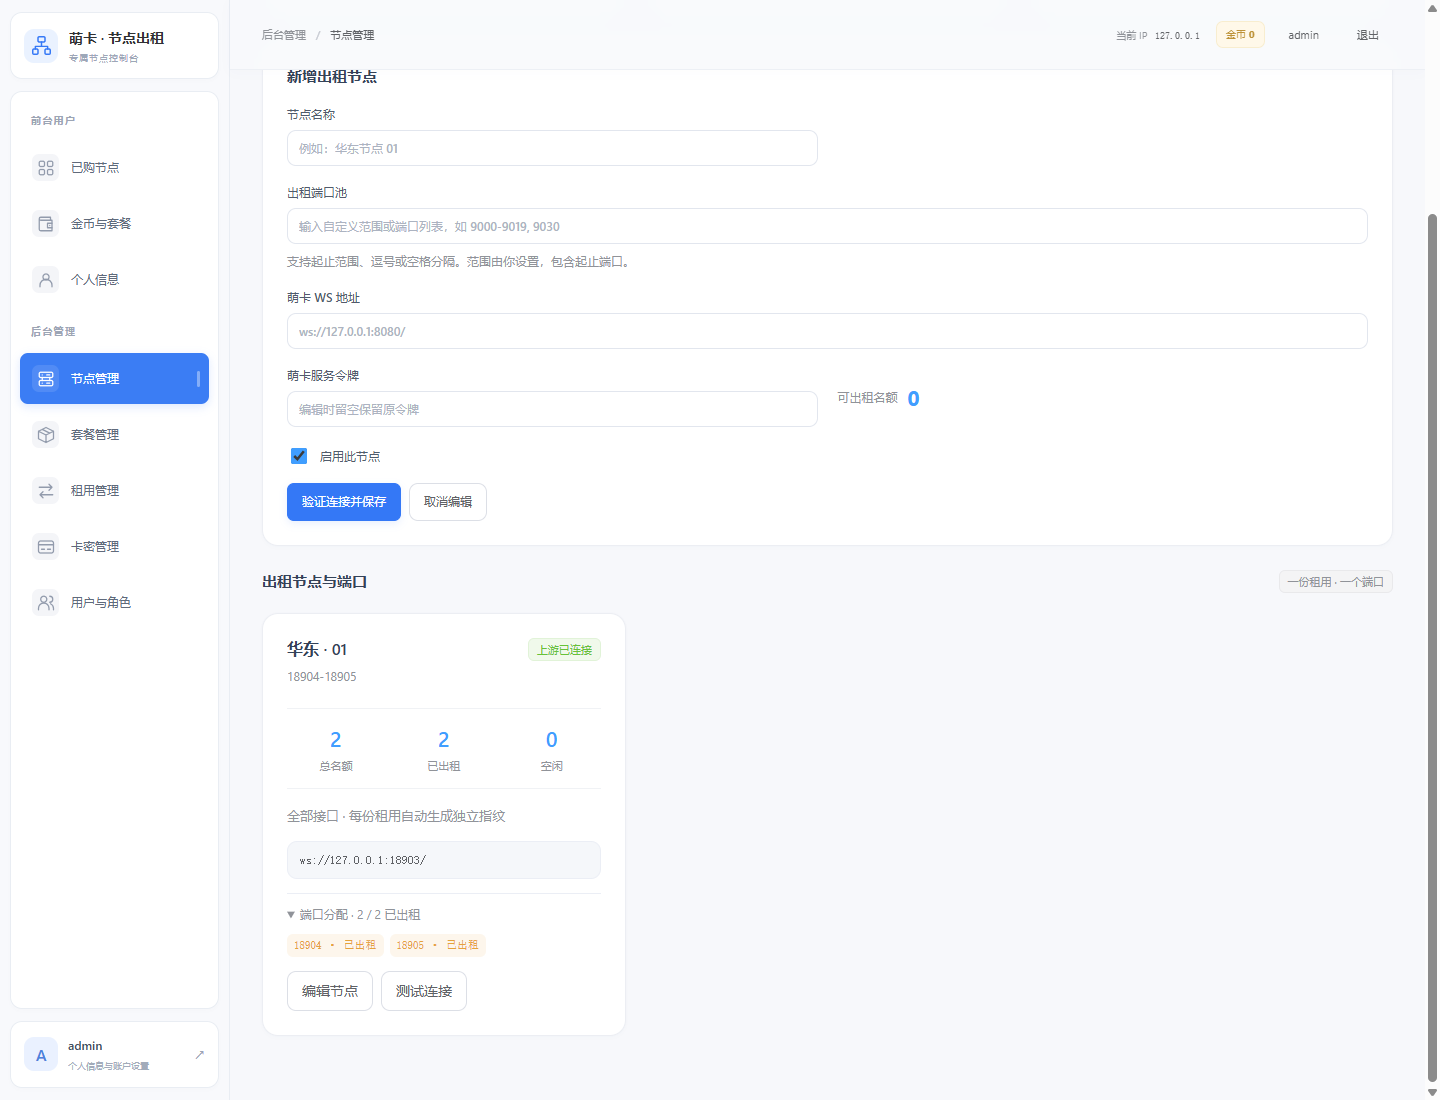 萌卡 · 节点出租
专属节点控制台
前台用户
已购节点
金币与套餐
个人信息
后台管理
节点管理
套餐管理
租用管理
卡密管理
用户与角色
A
admin
个人信息与账户设置
后台管理 / 节点管理
当前 IP 127.0.0.1
金币 0
admin
退出
新增出租节点
节点名称
例如：华东节点 01
出租端口池
输入自定义范围或端口列表，如 9000-9019, 9030
支持起止范围、逗号或空格分隔。范围由你设置，包含起止端口。
萌卡 WS 地址
ws://127.0.0.1:8080/
萌卡服务令牌
编辑时留空保留原令牌
可出租名额 0
启用此节点
验证连接并保存
取消编辑
出租节点与端口
一份租用 · 一个端口
华东 · 01
上游已连接
18904-18905
2
总名额
2
已出租
0
空闲
全部接口 · 每份租用自动生成独立指纹
ws://127.0.0.1:18903/
端口分配 · 2 / 2 已出租
18904 · 已出租
18905 · 已出租
编辑节点
测试连接